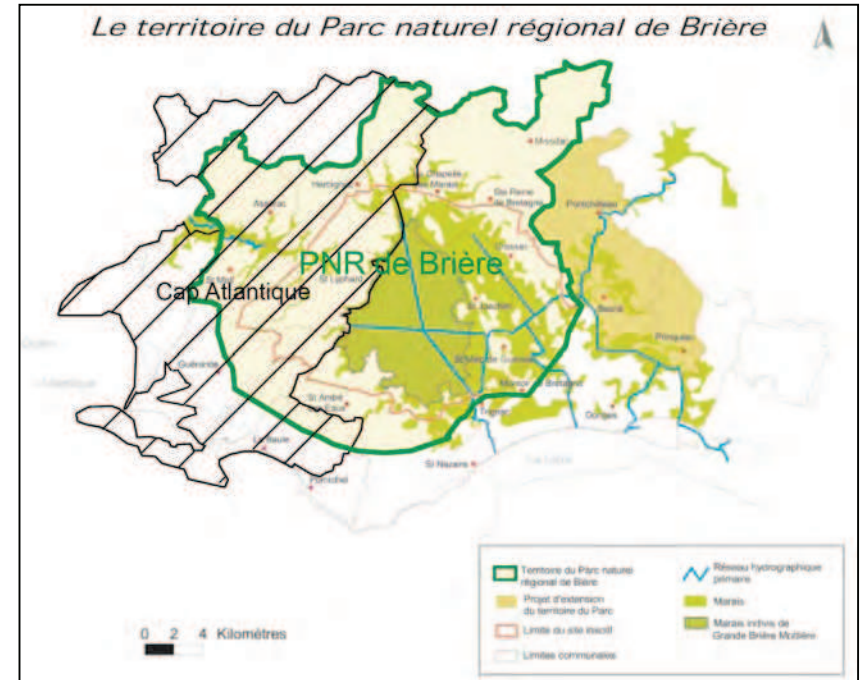 Le territoire du Parc naturel régional de Brière
Missillac
Herbignac
La Chapelle
des Marais
Ste Reine
de Bretagne
Pontchâteau
Assérac
Crossac
PNR de Brière
St Lyphard
Cap Atlantique
St Joachim
Besné
Guérande
Prinquiau
St André
des Eaux
Montoir de Bretagne
Trignac
Donges
La Baule
St Nazaire
Pornichet
Territoire du Parc naturel
régional de Bière
Projet d'extension
du territoire du Parc
Limite du site inscrit
Limites communales
Réseau hydrographique
primaire
Marais
Marais indivis de
Grande Brière Mottière
0 2 4 Kilomètres